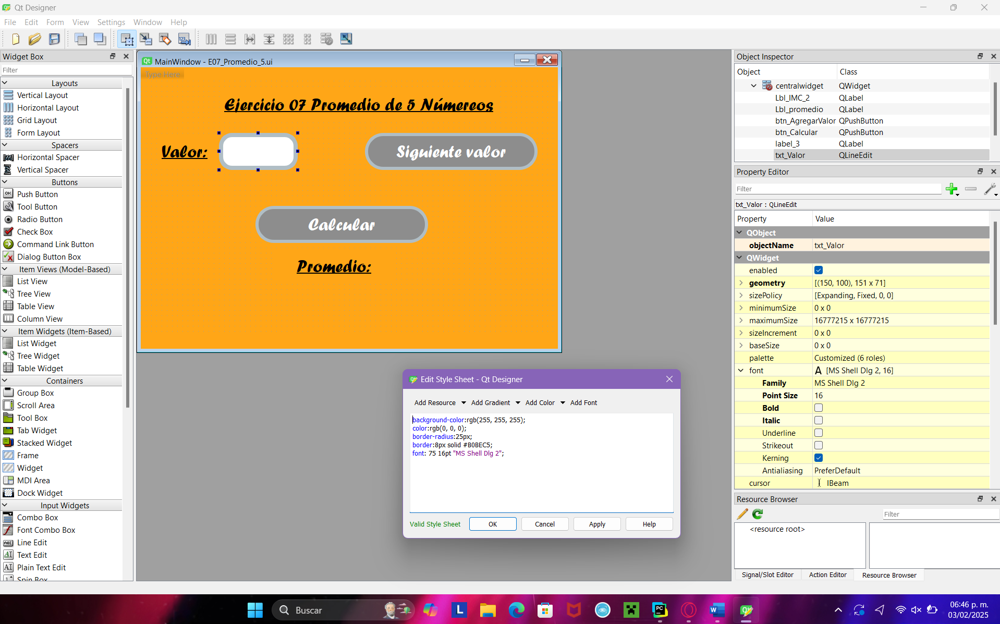 Qt Designer
File Edit Form View Settings Window Help
Widget Box
Filter
Layouts
Vertical Layout
Horizontal Layout
Grid Layout
Form Layout
Spacers
Horizontal Spacer
Vertical Spacer
Buttons
Push Button
Tool Button
Radio Button
Check Box
Command Link Button
Dialog Button Box
Item Views (Model-Based)
List View
Tree View
Table View
Column View
Item Widgets (Item-Based)
List Widget
Tree Widget
Table Widget
Containers
Group Box
Scroll Area
Tool Box
Tab Widget
Stacked Widget
Frame
Widget
MDI Area
Dock Widget
Input Widgets
Combo Box
Font Combo Box
Line Edit
Text Edit
Plain Text Edit
Spin Box
MainWindow - E07_Promedio_5.ui
Type Here
Ejercicio 07 Promedio de 5 Númereos
Valor:
Siguiente valor
Calcular
Promedio:
Edit Style Sheet - Qt Designer
Add Resource Add Gradient Add Color Add Font
background-color:rgb(255, 255, 255);
color:rgb(0, 0, 0);
border-radius:25px;
border:8px solid #B0BEC5;
font: 75 16pt "MS Shell Dlg 2";
Valid Style Sheet OK Cancel Apply Help
Object Inspector
Object Class
centralwidget QWidget
Lbl_IMC_2 QLabel
Lbl_promedio QLabel
btn_AgregarValor QPushButton
btn_Calcular QPushButton
label_3 QLabel
txt_Valor QLineEdit
Property Editor
Filter
txt_Valor : QLineEdit
Property Value
QObject
objectName txt_Valor
QWidget
enabled
geometry [(150, 100), 151 x 71]
sizePolicy [Expanding, Fixed, 0, 0]
minimumSize 0 x 0
maximumSize 16777215 x 16777215
sizeIncrement 0 x 0
baseSize 0 x 0
palette Customized (6 roles)
font A [MS Shell Dlg 2, 16]
Family MS Shell Dlg 2
Point Size 16
Bold
Italic
Underline
Strikeout
Kerning
Antialiasing PreferDefault
cursor IBeam
Resource Browser
Filter
<resource root>
Signal/Slot Editor Action Editor Resource Browser
Buscar
06:46 p. m.
03/02/2025